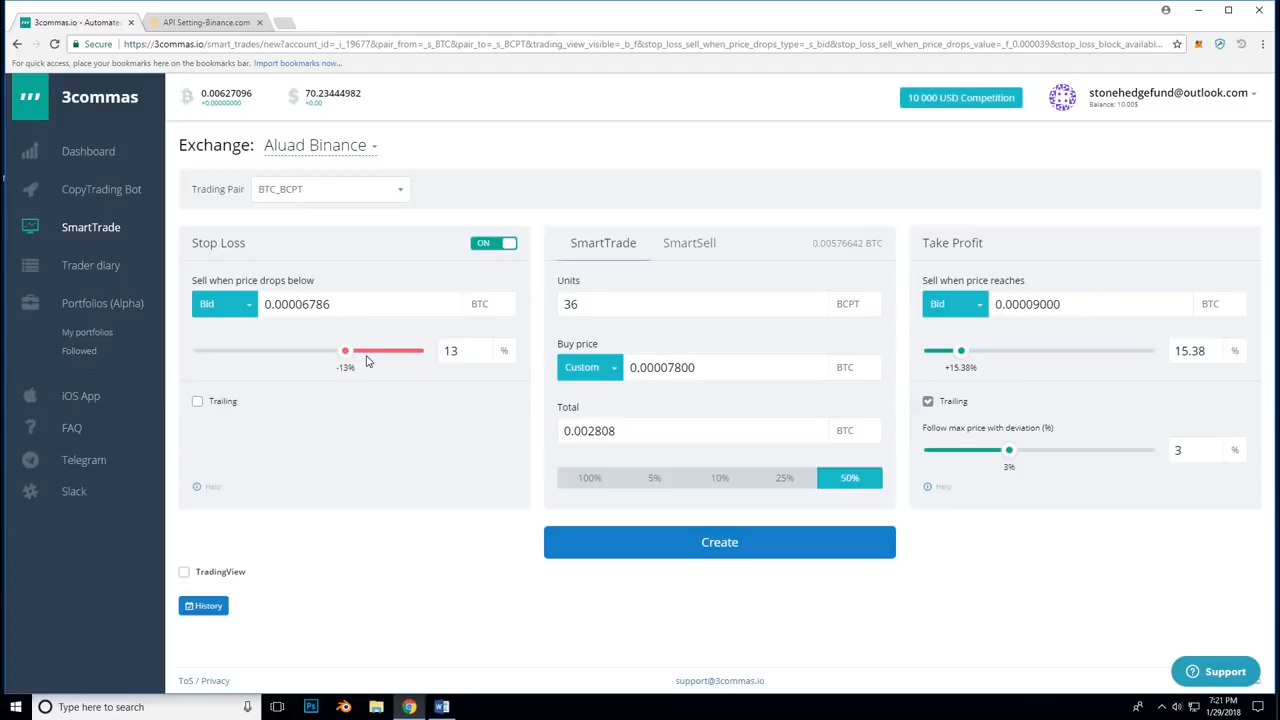 3commas.io - Automate
API Setting-Binance.com
Secure
https://3commas.io/smart_trades/new?account_id=_i_19677&pair_from=_s_BTC&pair_to=_s_BCPT&trading_view_visible=_b_f&stop_loss_sell_when_price_drops_type=_s_bid&stop_loss_sell_when_price_drops_value=_f_0.000039&stop_loss_block_availabl...
For quick access, place your bookmarks here on the bookmarks bar. Import bookmarks now...
3commas
0.00627096
+0.00000000
70.23444982
+0.00
10 000 USD Competition
stonehedgefund@outlook.com
Balance: 10.00$
Dashboard
CopyTrading Bot
SmartTrade
Trader diary
Portfolios (Alpha)
My portfolios
Followed
IOS App
FAQ
Telegram
Slack
Exchange: Aluad Binance
Trading Pair
BTC_BCPT
Stop Loss
ON
Sell when price drops below
Bid
0.00006786
BTC
13
%
-13%
Trailing
Help
SmartTrade
SmartSell
0.00576642 BTC
Units
36
BCPT
Buy price
Custom
0.00007800
BTC
Total
0.002808
BTC
100%
5%
10%
25%
50%
Create
Take Profit
Sell when price reaches
Bid
0.00009000
BTC
15.38
%
+15.38%
Trailing
Follow max price with deviation (%)
3
%
3%
Help
TradingView
History
ToS / Privacy
support@3commas.io
Support
Type here to search
7:21 PM
1/29/2018